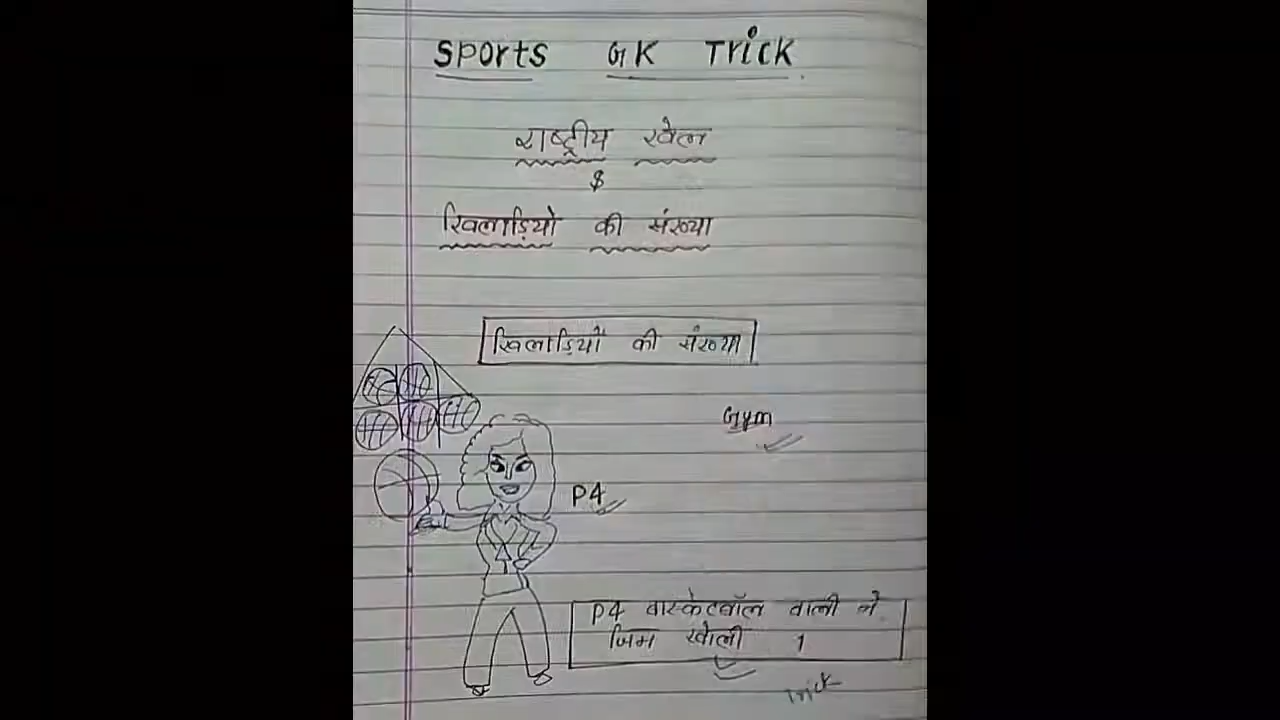 Sports GK Trick
राष्ट्रीय खेल
$
खिलाड़ियो की संख्या
खिलाड़ियों की संख्या
Gym
P4
P4 बास्केटबॉल वाली ने
जिम खोली 1
Trick